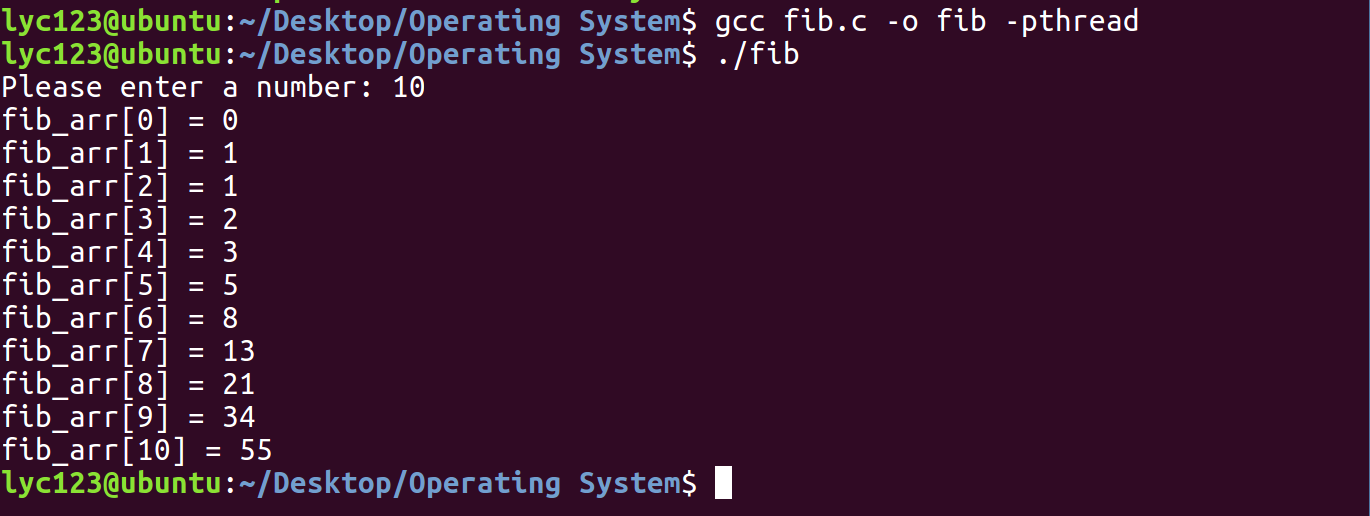 lyc123@ubuntu:~/Desktop/Operating System$ gcc fib.c -o fib -pthread
lyc123@ubuntu:~/Desktop/Operating System$ ./fib
Please enter a number: 10
fib_arr[0] = 0
fib_arr[1] = 1
fib_arr[2] = 1
fib_arr[3] = 2
fib_arr[4] = 3
fib_arr[5] = 5
fib_arr[6] = 8
fib_arr[7] = 13
fib_arr[8] = 21
fib_arr[9] = 34
fib_arr[10] = 55
lyc123@ubuntu:~/Desktop/Operating System$